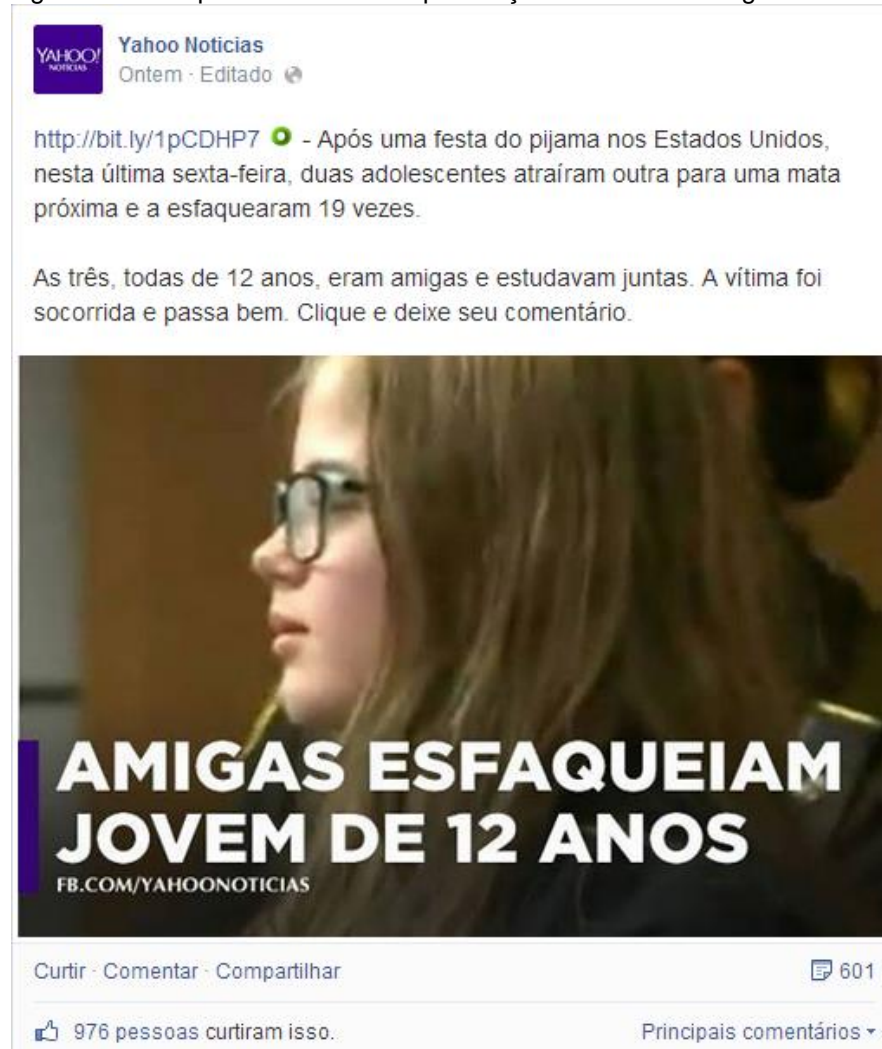 YAHOO!
NOTICIAS
Yahoo Noticias
Ontem · Editado
http://bit.ly/1pCDHP7 - Após uma festa do pijama nos Estados Unidos,
nesta última sexta-feira, duas adolescentes atraíram outra para uma mata
próxima e a esfaquearam 19 vezes.
As três, todas de 12 anos, eram amigas e estudavam juntas. A vítima foi
socorrida e passa bem. Clique e deixe seu comentário.
AMIGAS ESFAQUEIAM
JOVEM DE 12 ANOS
FB.COM/YAHOONOTICIAS
Curtir · Comentar · Compartilhar 601
976 pessoas curtiram isso. Principais comentários